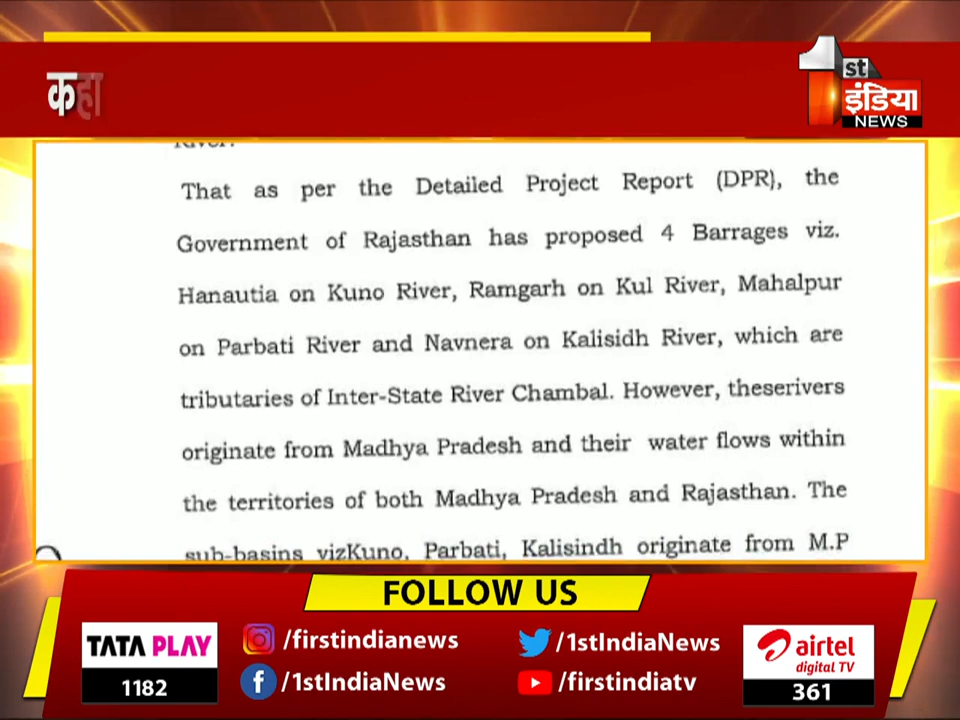 कहा
1st
इंडिया
NEWS
River.
That as per the Detailed Project Report (DPR), the
Government of Rajasthan has proposed 4 Barrages viz.
Hanautia on Kuno River, Ramgarh on Kul River, Mahalpur
on Parbati River and Navnera on Kalisidh River, which are
tributaries of Inter-State River Chambal. However, theserivers
originate from Madhya Pradesh and their water flows within
the territories of both Madhya Pradesh and Rajasthan. The
sub-basins vizKuno, Parbati, Kalisindh originate from M.P
FOLLOW US
TATA PLAY
1182
/firstindianews
/1stIndiaNews
/1stIndiaNews
/firstindiatv
airtel
digital TV
361